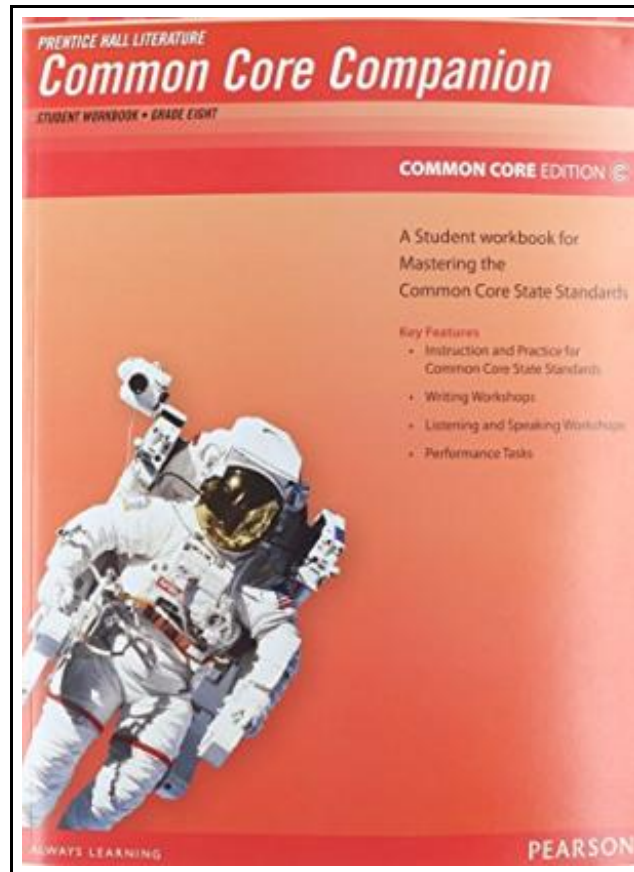 PRENTICE HALL LITERATURE
Common Core Companion
STUDENT WORKBOOK • GRADE EIGHT
COMMON CORE EDITION ©
A Student workbook for
Mastering the
Common Core State Standards
Key Features
• Instruction and Practice for
Common Core State Standards
• Writing Workshops
• Listening and Speaking Workshops
• Performance Tasks
ALWAYS LEARNING
PEARSON